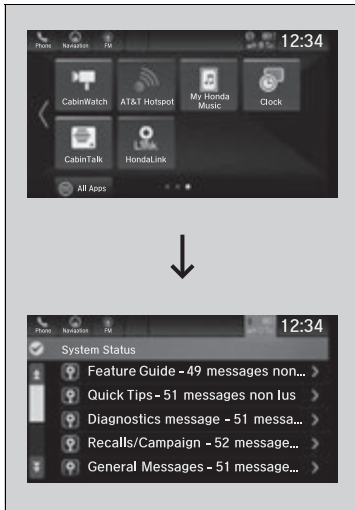 Phone Navigation FM 12:34
CabinWatch AT&T Hotspot My Honda Music Clock
CabinTalk HondaLink
All Apps
Phone Navigation FM 12:34
System Status
Feature Guide - 49 messages non...
Quick Tips - 51 messages non lus
Diagnostics message - 51 messa...
Recalls/Campaign - 52 message...
General Messages - 51 message...